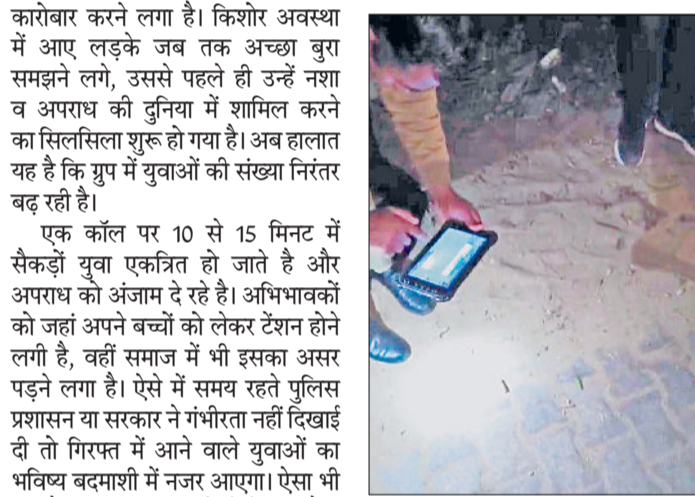 कारोबार करने लगा है। किशोर अवस्था
में आए लड़के जब तक अच्छा बुरा
समझने लगे, उससे पहले ही उन्हें नशा
व अपराध की दुनिया में शामिल करने
का सिलसिला शुरू हो गया है। अब हालात
यह है कि ग्रुप में युवाओं की संख्या निरंतर
बढ़ रही है।
एक कॉल पर 10 से 15 मिनट में
सैकड़ों युवा एकत्रित हो जाते है और
अपराध को अंजाम दे रहे है। अभिभावकों
को जहां अपने बच्चों को लेकर टेंशन होने
लगी है, वहीं समाज में भी इसका असर
पड़ने लगा है। ऐसे में समय रहते पुलिस
प्रशासन या सरकार ने गंभीरता नहीं दिखाई
दी तो गिरफ्त में आने वाले युवाओं का
भविष्य बदमाशी में नजर आएगा। ऐसा भी